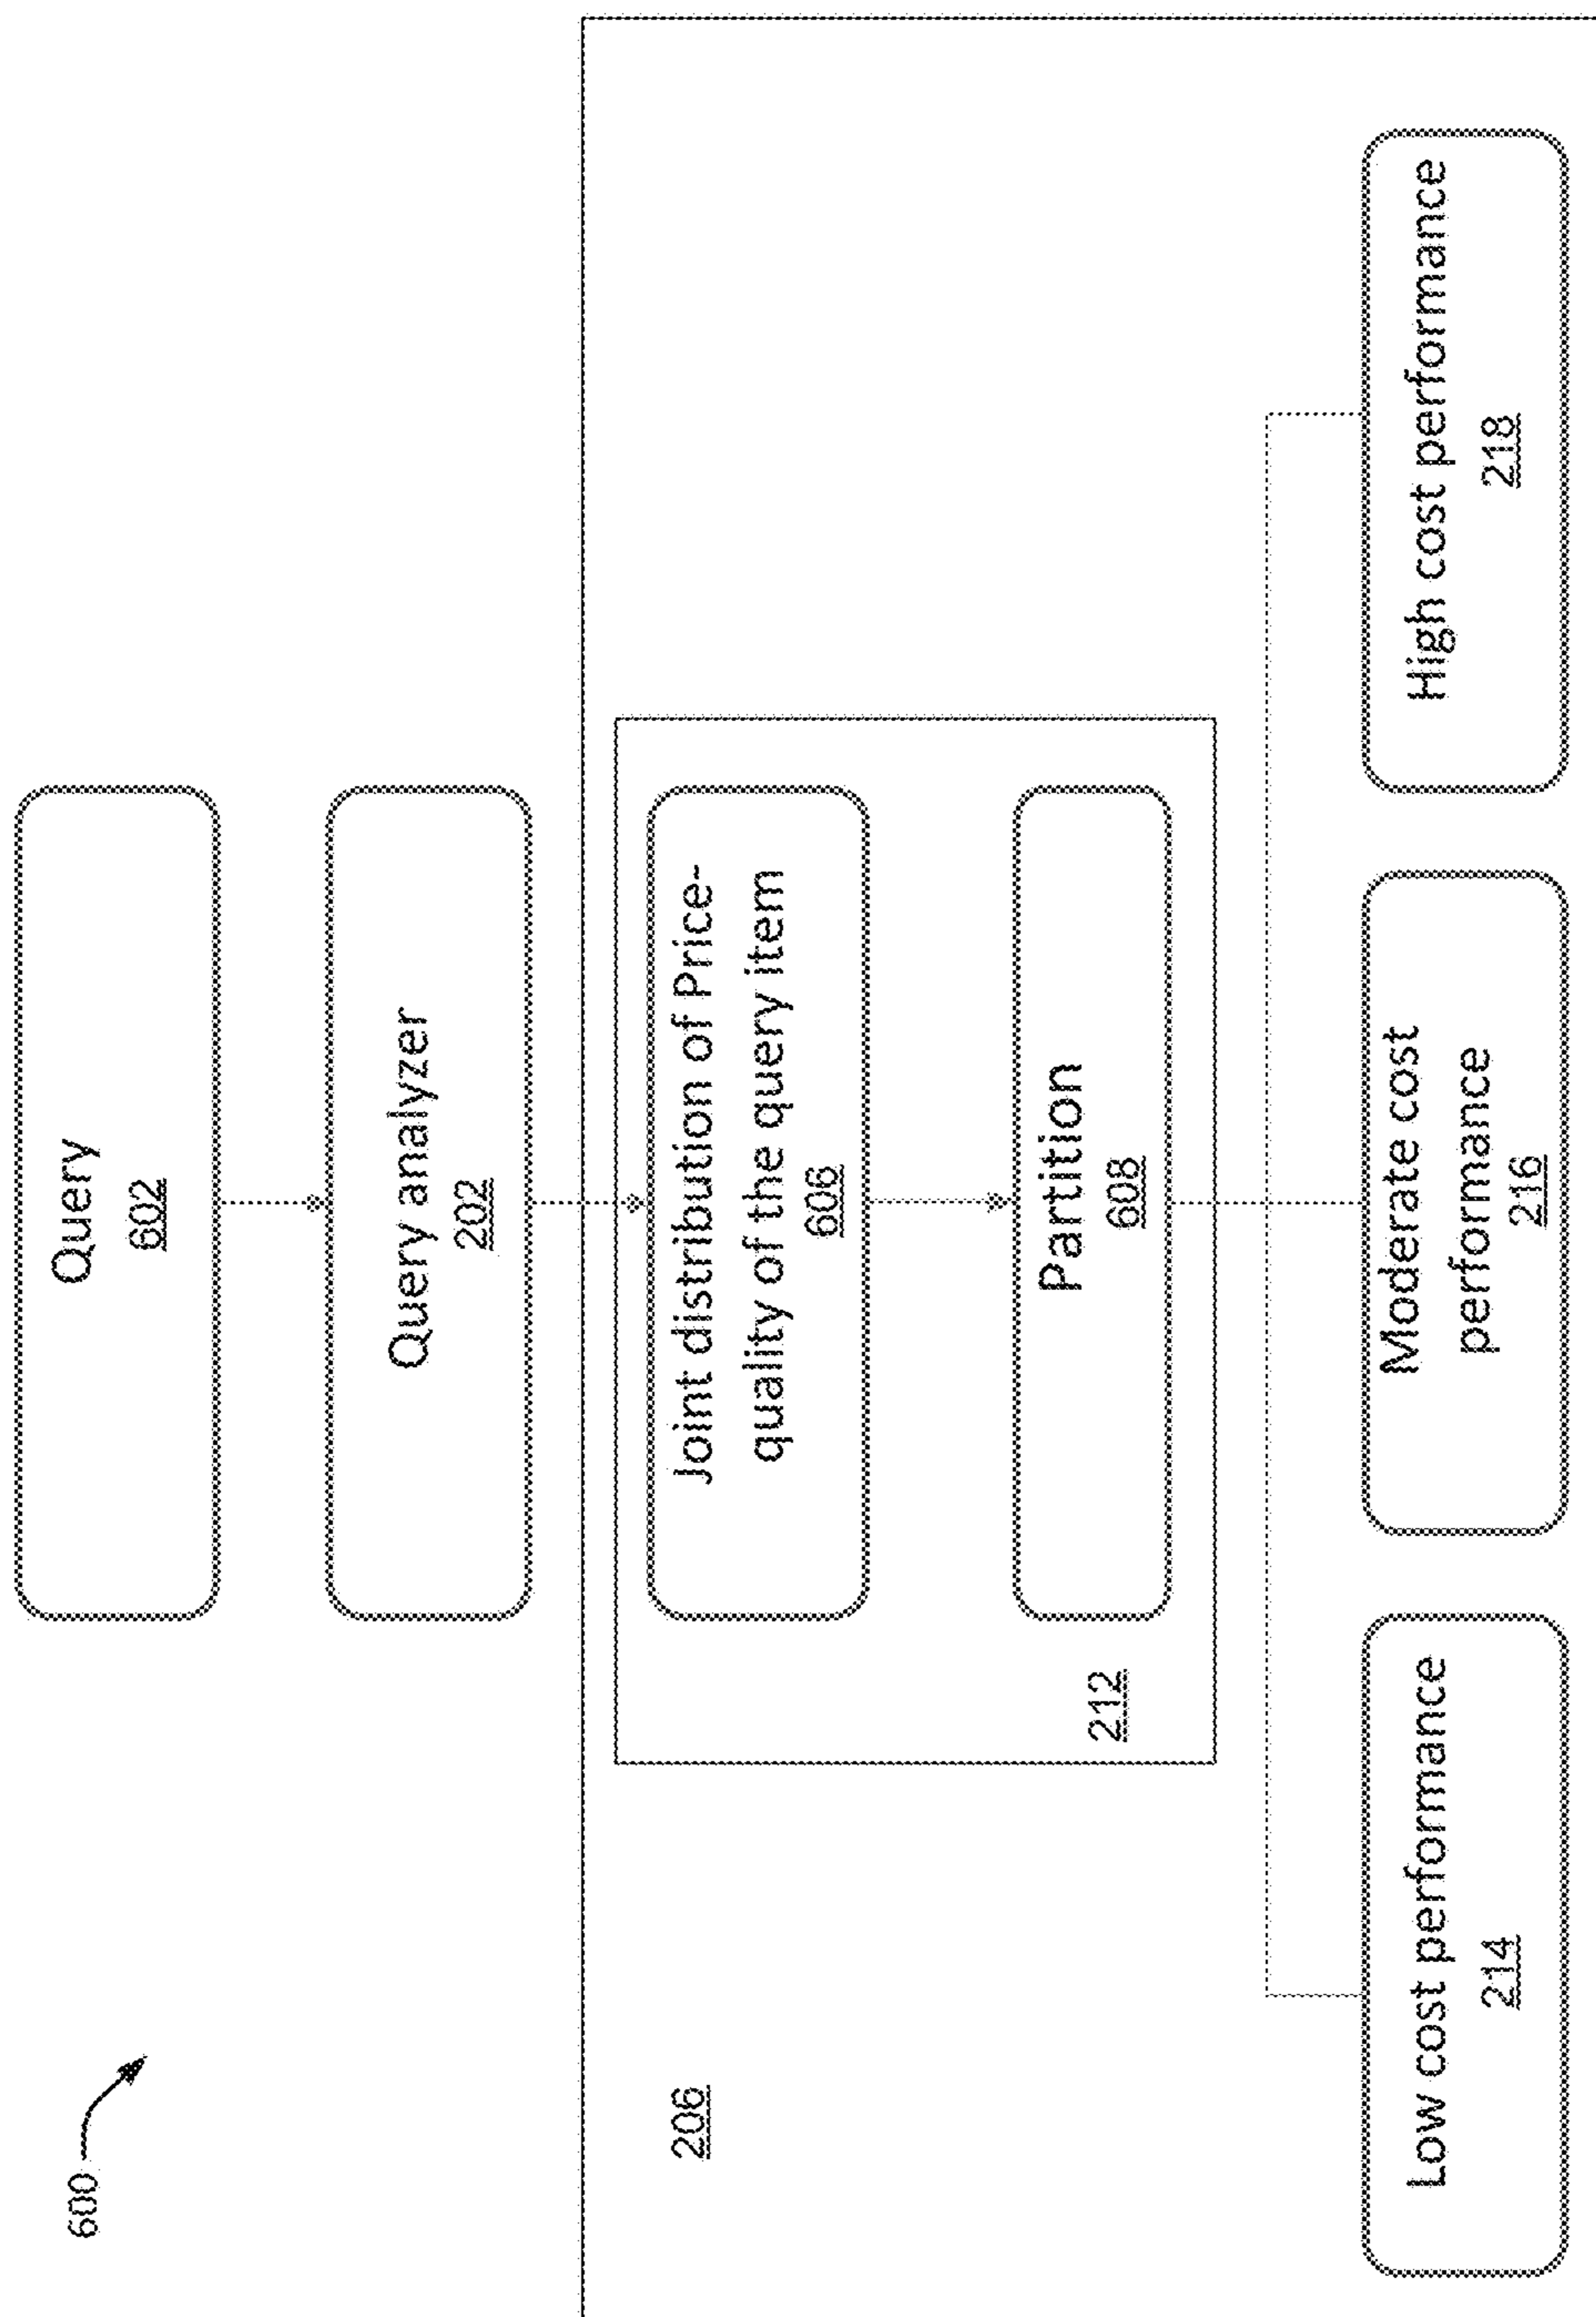 600
Query
602
Query analyzer
202
206
Joint distribution of Price-
quality of the query item
606
Partition
608
212
Low cost performance
214
Moderate cost
performance
216
High cost performance
218